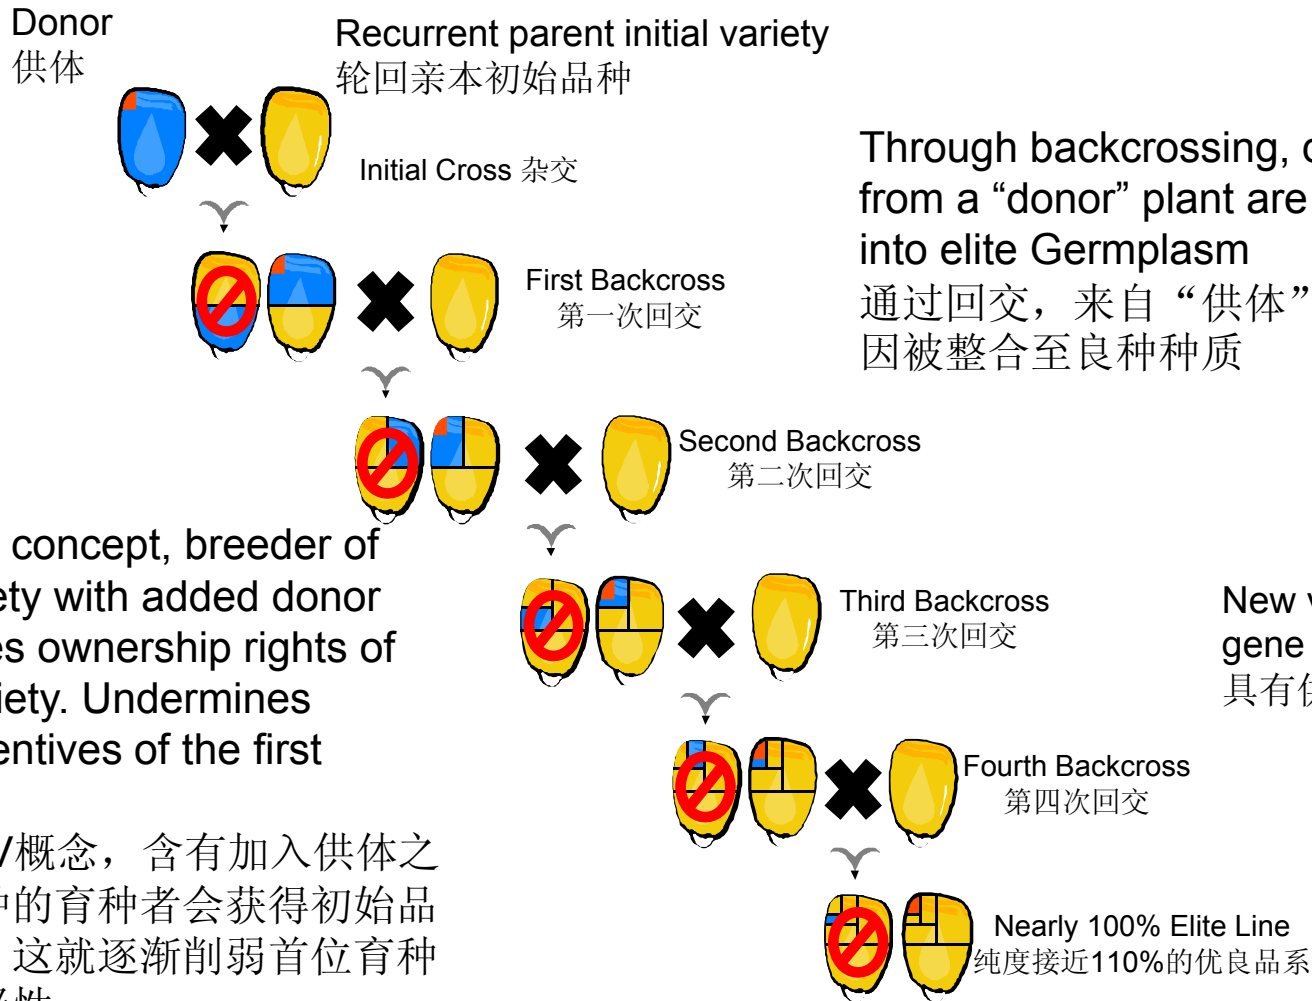 Donor
供体
Recurrent parent initial variety
轮回亲本初始品种
Initial Cross 杂交
Through backcrossing,
from a “donor” plant are
into elite Germplasm
通过回交，来自“供体”
因被整合至良种种质
First Backcross
第一次回交
Second Backcross
第二次回交
concept, breeder of
with added donor
ownership rights of
Undermines
of the first
V概念，含有加入供体之
的育种者会获得初始品
这就逐渐削弱首位育种
性
Third Backcross
第三次回交
New
gene
具有
Fourth Backcross
第四次回交
Nearly 100% Elite Line
纯度接近110%的优良品系